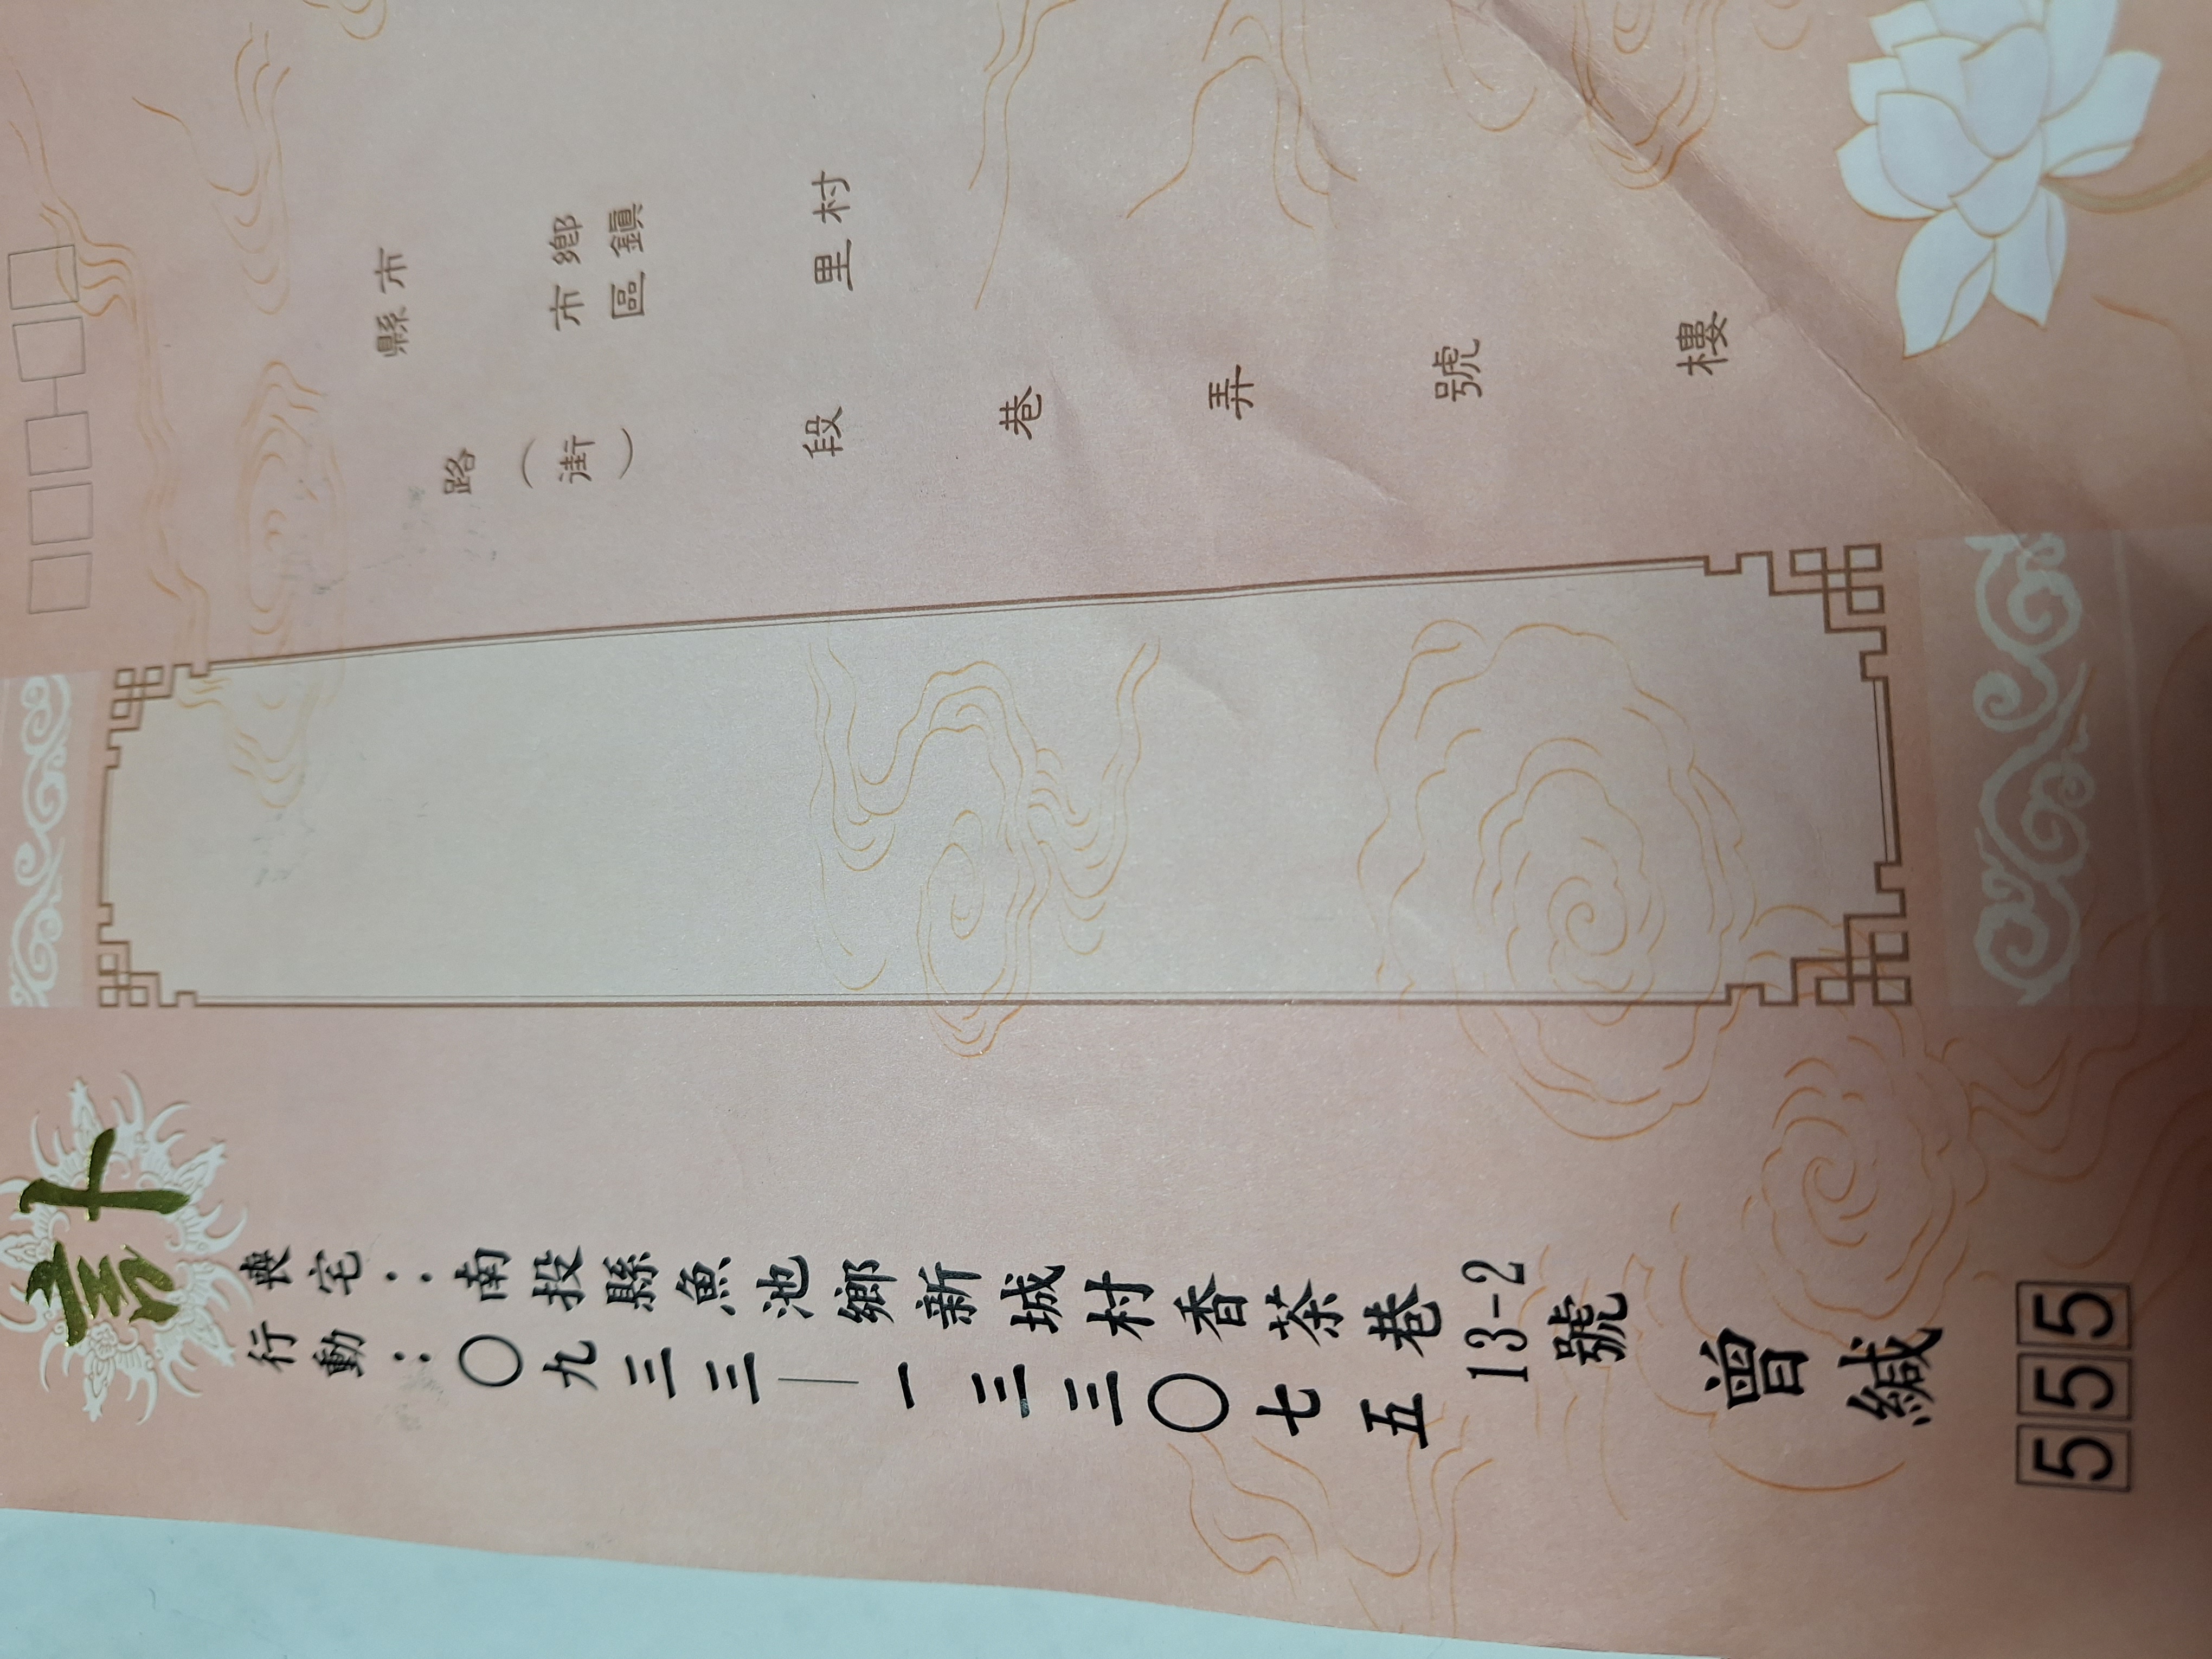 縣市
市鄉
區鎮
里村
路(街)
段
巷
弄
號
樓
訃
喪宅：南投縣魚池鄉新城村香茶巷13-2號
行動：〇九三三—一三三〇七五
曾緘
555